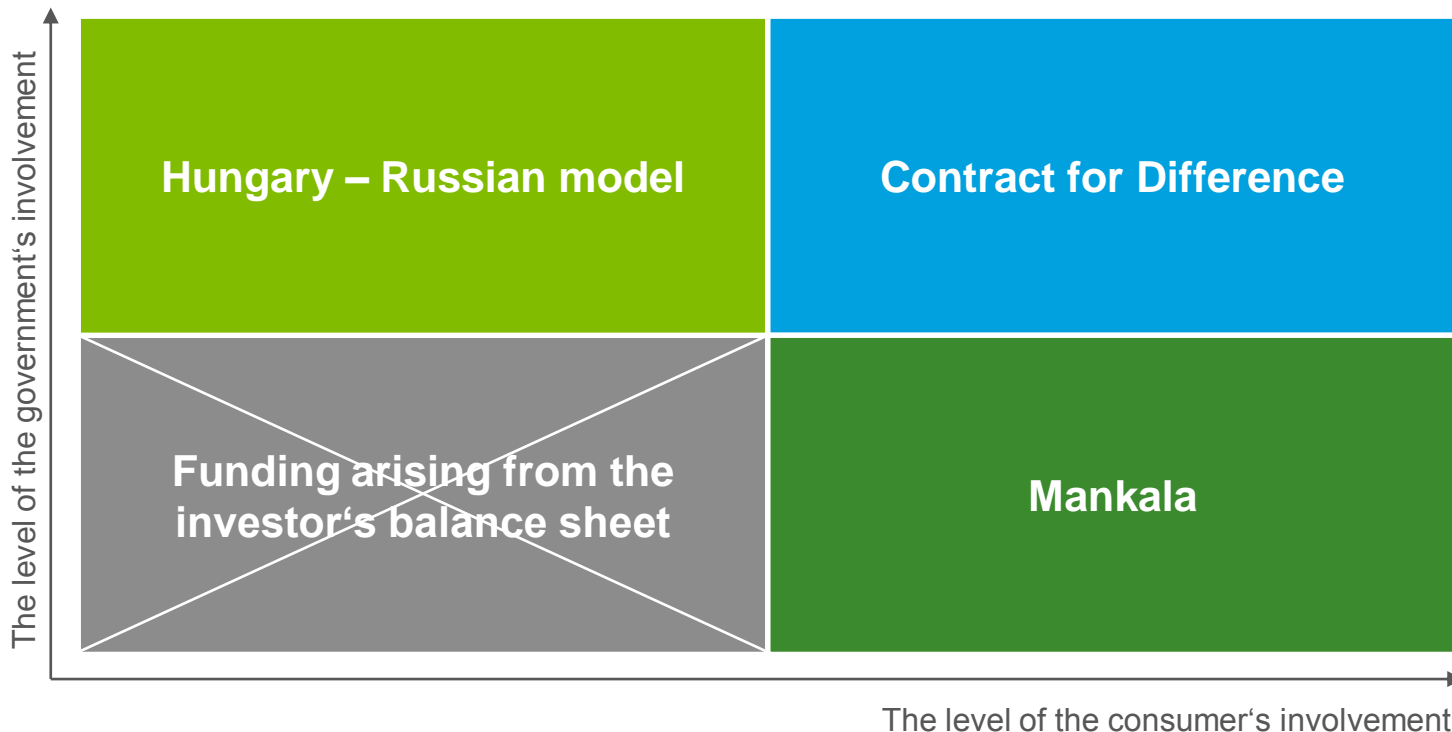 The level of the government‘s involvement
Hungary – Russian model
Contract for Difference
Funding arising from the
investor‘s balance sheet
Mankala
The level of the consumer‘s involvement